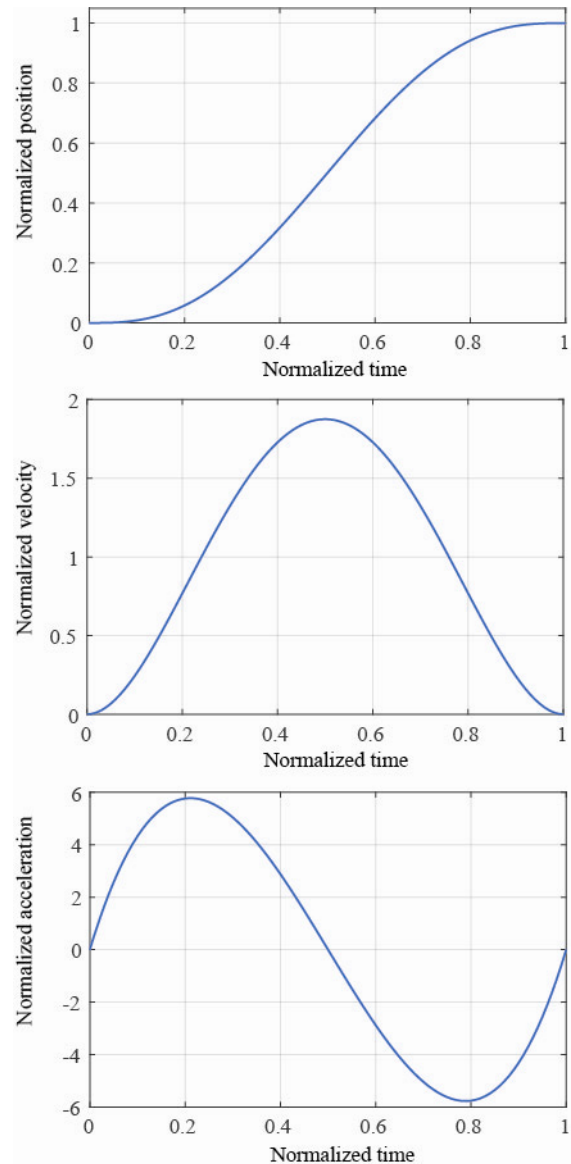 Normalized position
1
0.8
0.6
0.4
0.2
0
0 0.2 0.4 0.6 0.8 1
Normalized time
Normalized velocity
2
1.5
1
0.5
0
0 0.2 0.4 0.6 0.8 1
Normalized time
Normalized acceleration
6
4
2
0
-2
-4
-6
0 0.2 0.4 0.6 0.8 1
Normalized time